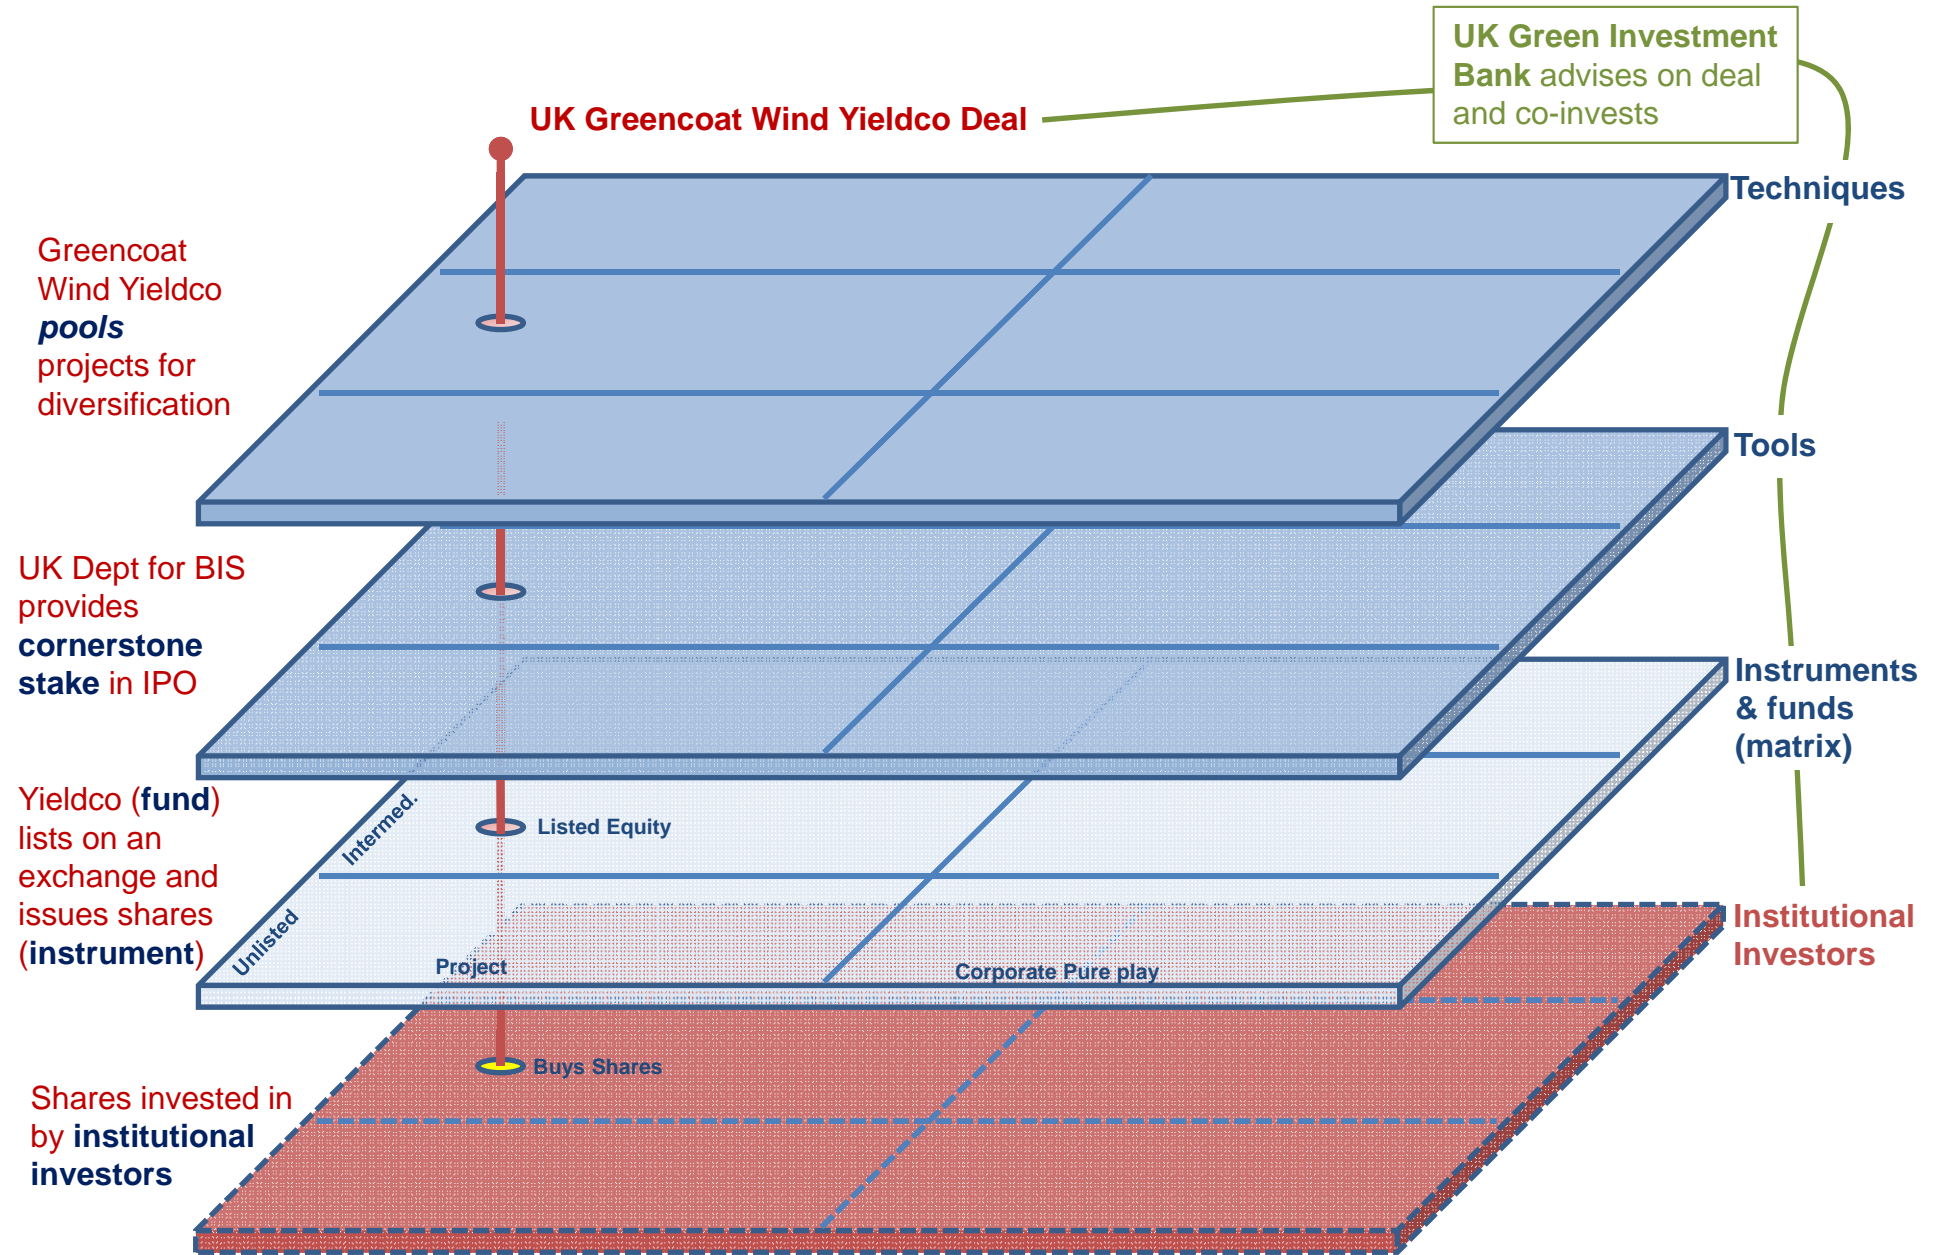 UK Green Investment
Bank advises on deal
and co-invests
UK Greencoat Wind Yieldco Deal
Techniques
Greencoat
Wind Yieldco
pools
projects for
diversification
Tools
UK Dept for BIS
provides
cornerstone
stake in IPO
Instruments
& funds
(matrix)
Yieldco (fund)
lists on an
exchange and
issues shares
(instrument)
Intermed.
Listed Equity
Unlisted
Project
Corporate Pure play
Institutional
Investors
Buys Shares
Shares invested in
by institutional
investors